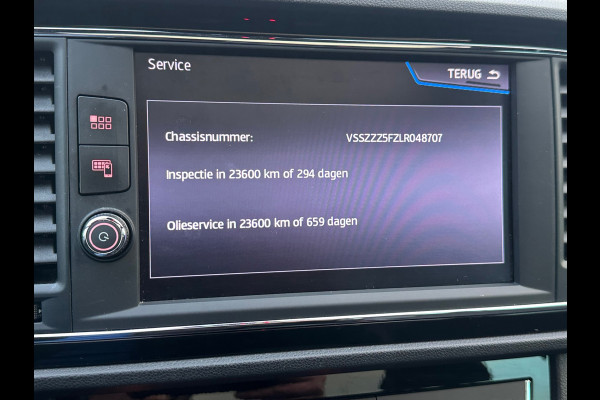 Service
TERUG
Chassisnummer: VSSZZZ5FZLR048707
Inspectie in 23600 km of 294 dagen
Olieservice in 23600 km of 659 dagen